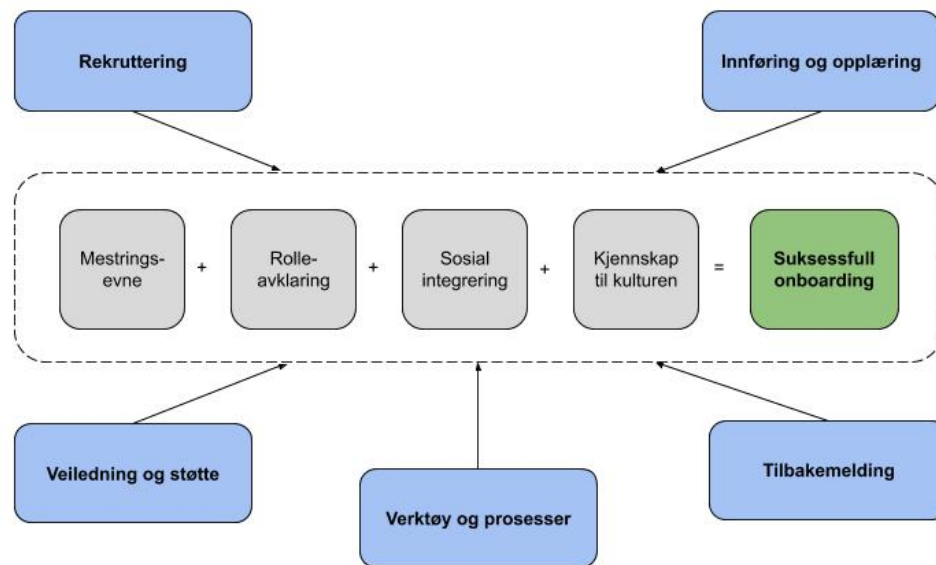 Rekruttering
Innføring og opplæring
Mestrings-
evne
+
Rolle-
avklaring
+
Sosial
integrering
+
Kjennskap
til kulturen
=
Suksessfull
onboarding
Veiledning og støtte
Verktøy og prosesser
Tilbakemelding